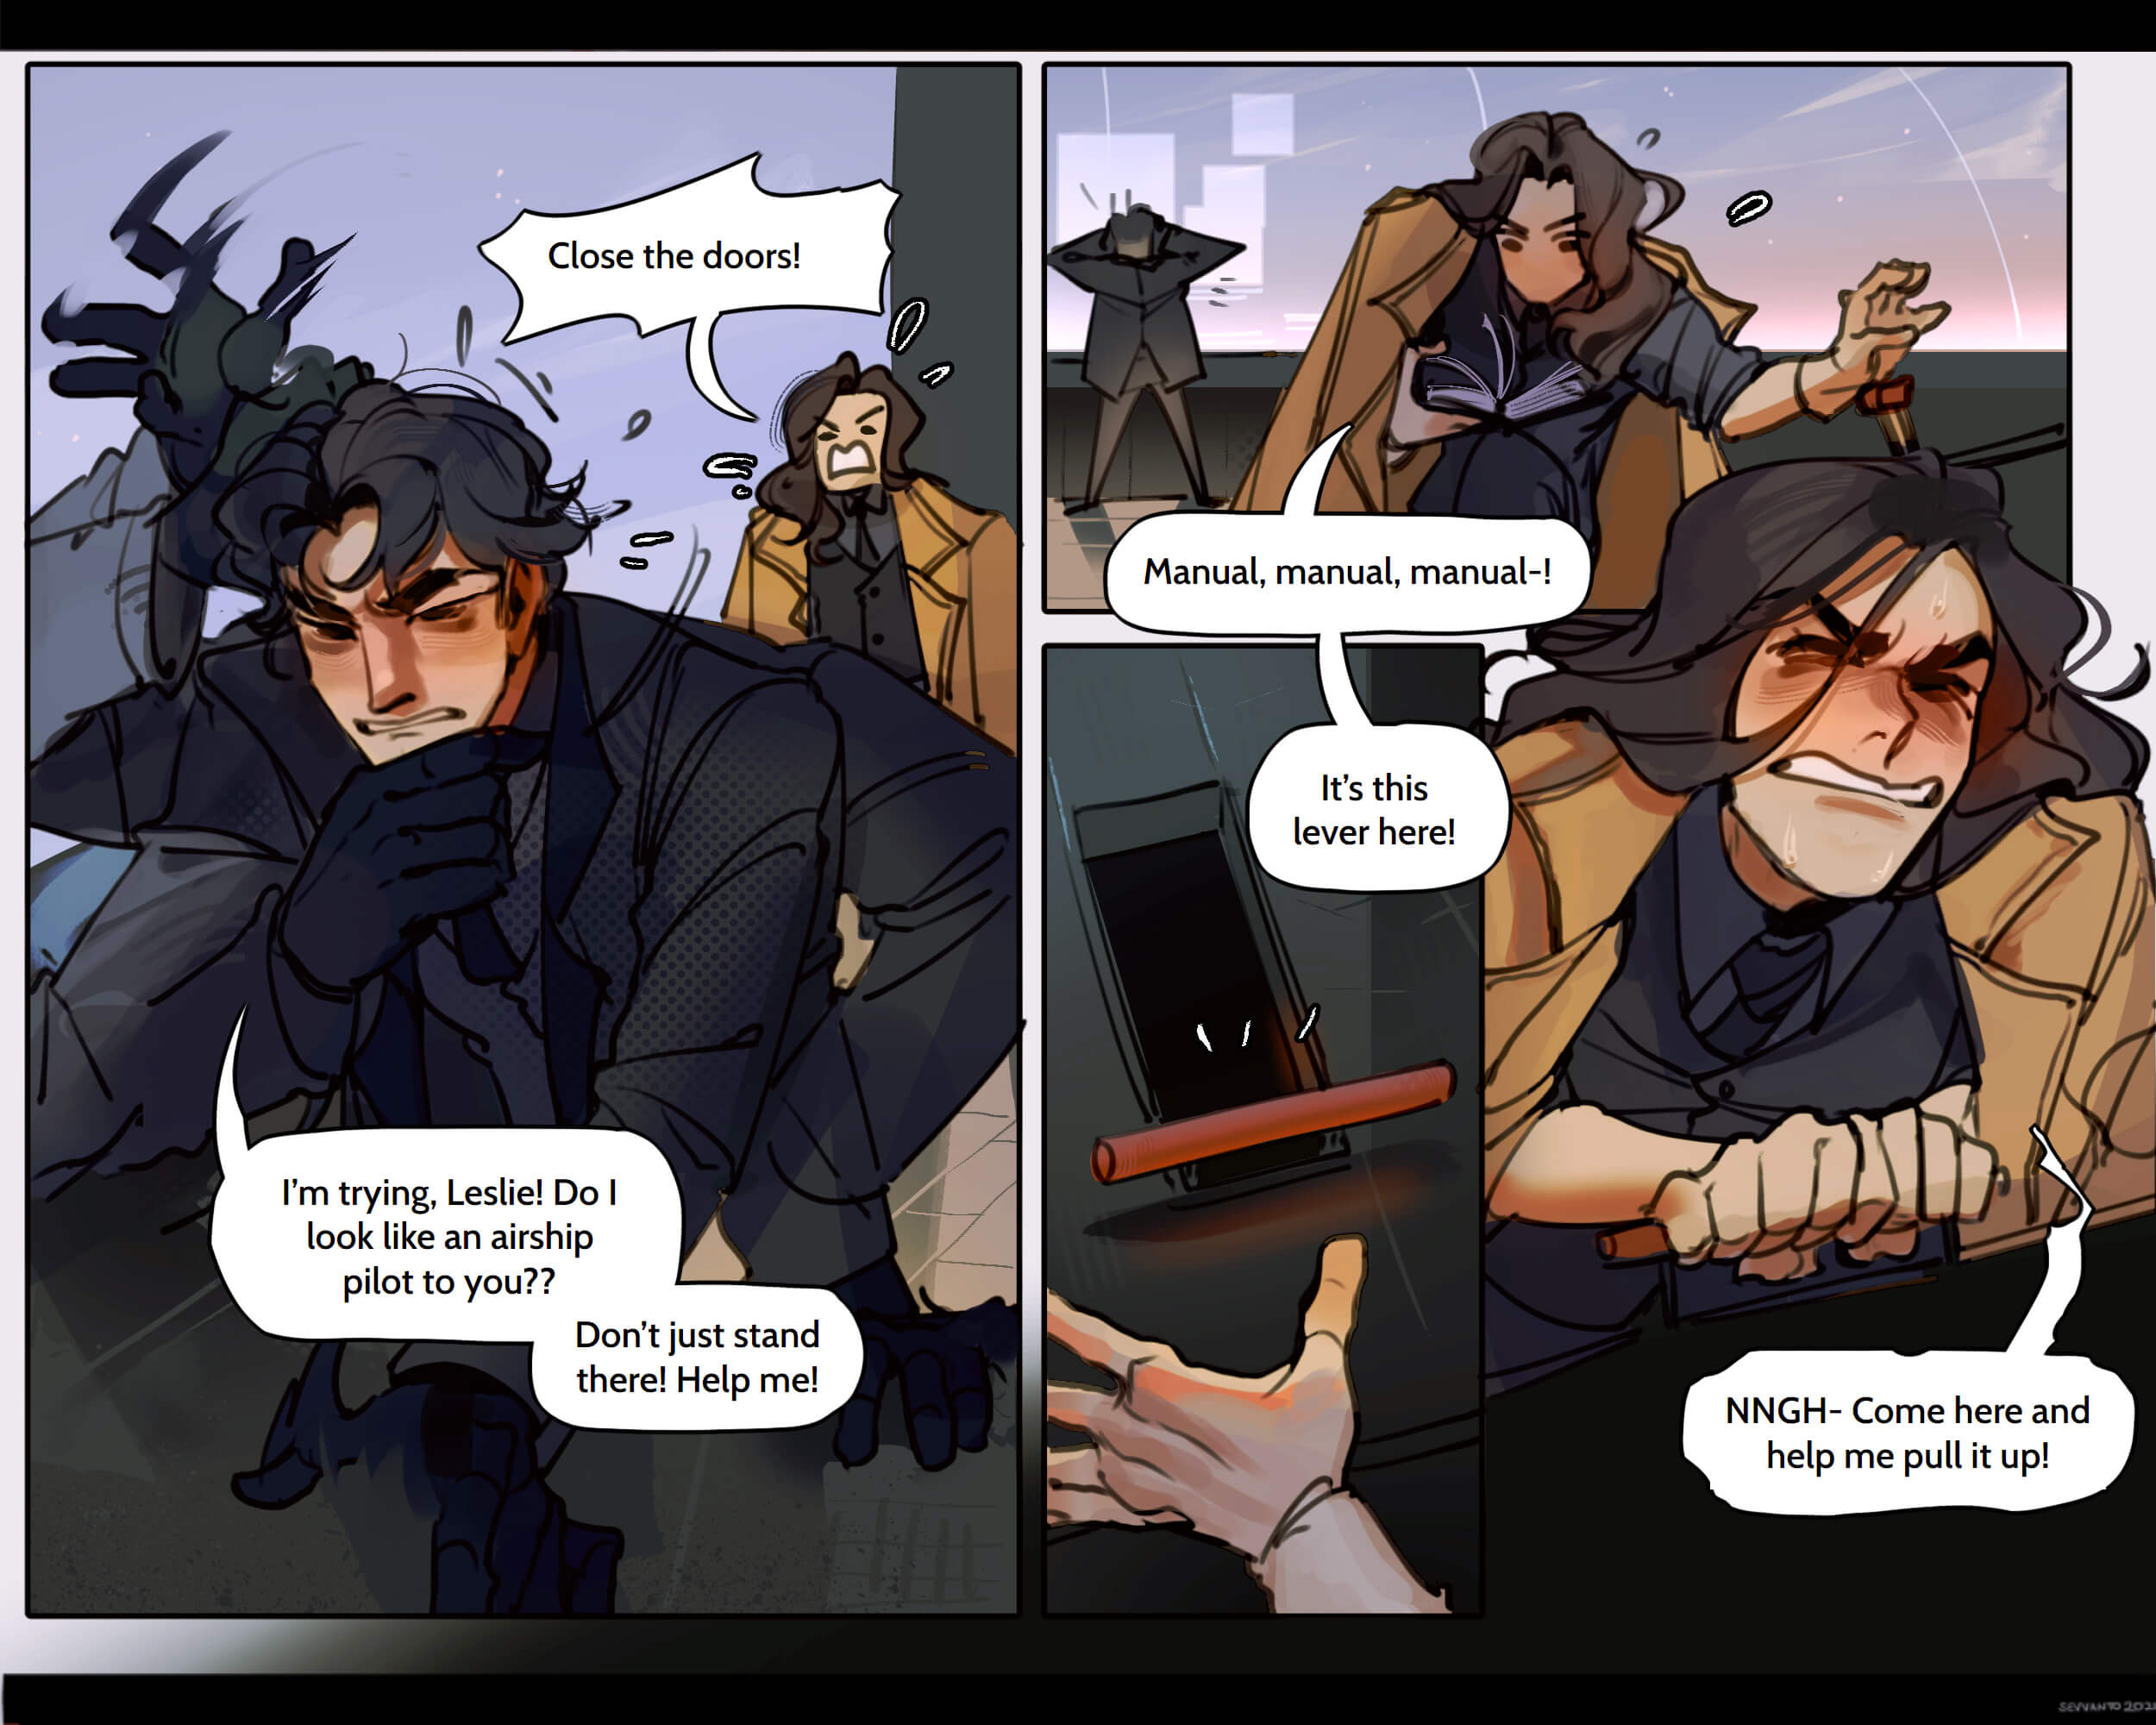 Close the doors!
I'm trying, Leslie! Do I
look like an airship
pilot to you??
Don't just stand
there! Help me!
Manual, manual, manual-!
It's this
lever here!
NNGH- Come here and
help me pull it up!
SEVVANTO